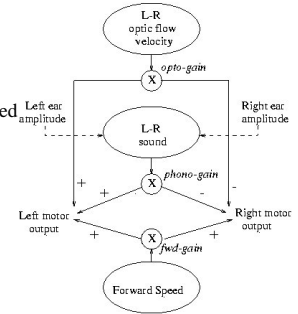 L-R
optic flow
velocity
X
opto-gain
ed
Left ear
amplitude
Right ear
amplitude
L-R
sound
X
phono-gain
+
+
-
-
Left motor
output
Right motor
output
X
+
+
fwd-gain
Forward Speed